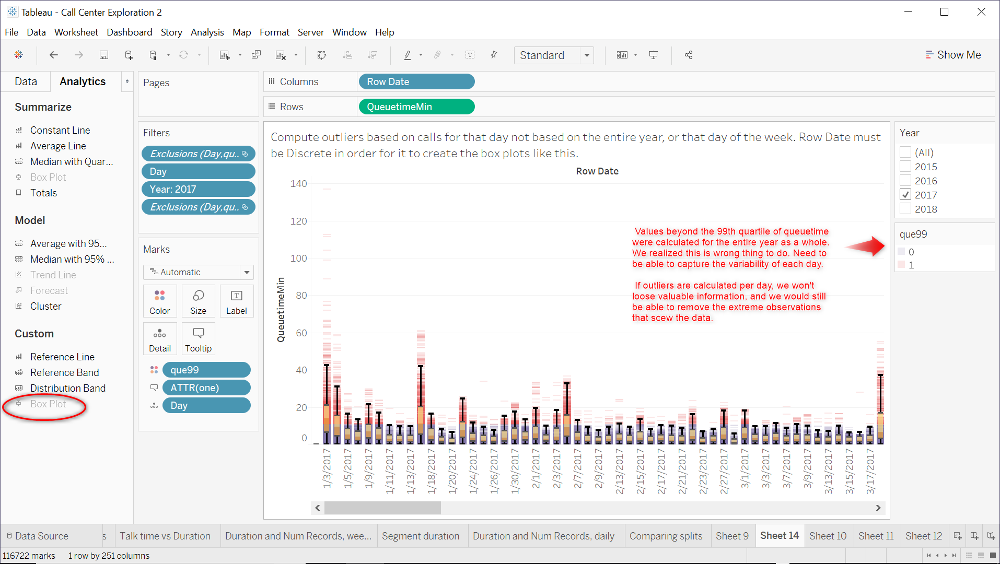 Tableau - Call Center Exploration 2
File Data Worksheet Dashboard Story Analysis Map Format Server Window Help
Standard
Show Me
Data Analytics
Summarize
Constant Line
Average Line
Median with Quar...
Box Plot
Totals
Model
Average with 95...
Median with 95% ...
Trend Line
Forecast
Cluster
Custom
Reference Line
Reference Band
Distribution Band
Box Plot
Pages
Filters
Exclusions (Day,qu..
Day
Year: 2017
Exclusions (Day,qu..
Marks
Automatic
Color Size Label
Detail Tooltip
que99
ATTR(one)
Day
Columns Row Date
Rows QueuetimeMin
Compute outliers based on calls for that day not based on the entire year, or that day of the week. Row Date must
be Discrete in order for it to create the box plots like this.
Row Date
QueuetimeMin
140
120
100
80
60
40
20
0
Values beyond the 99th quartile of queuetime
were calculated for the entire year as a whole.
We realized this is wrong thing to do. Need to
be able to capture the variability of each day.
If outliers are calculated per day, we won't
loose valuable information, and we would still
be able to remove the extreme observations
that scew the data.
1/3/2017
1/5/2017
1/9/2017
1/11/2017
1/13/2017
1/18/2017
1/20/2017
1/24/2017
1/26/2017
1/30/2017
2/1/2017
2/3/2017
2/7/2017
2/9/2017
2/13/2017
2/15/2017
2/17/2017
2/21/2017
2/23/2017
2/27/2017
3/1/2017
3/3/2017
3/7/2017
3/9/2017
3/13/2017
3/15/2017
3/17/2017
Year
(All)
2015
2016
2017
2018
que99
0
1
Data Source s Talk time vs Duration Duration and Num Records, wee... Segment duration Duration and Num Records, daily Comparing splits Sheet 9 Sheet 14 Sheet 10 Sheet 11 Sheet 12
116722 marks 1 row by 251 columns